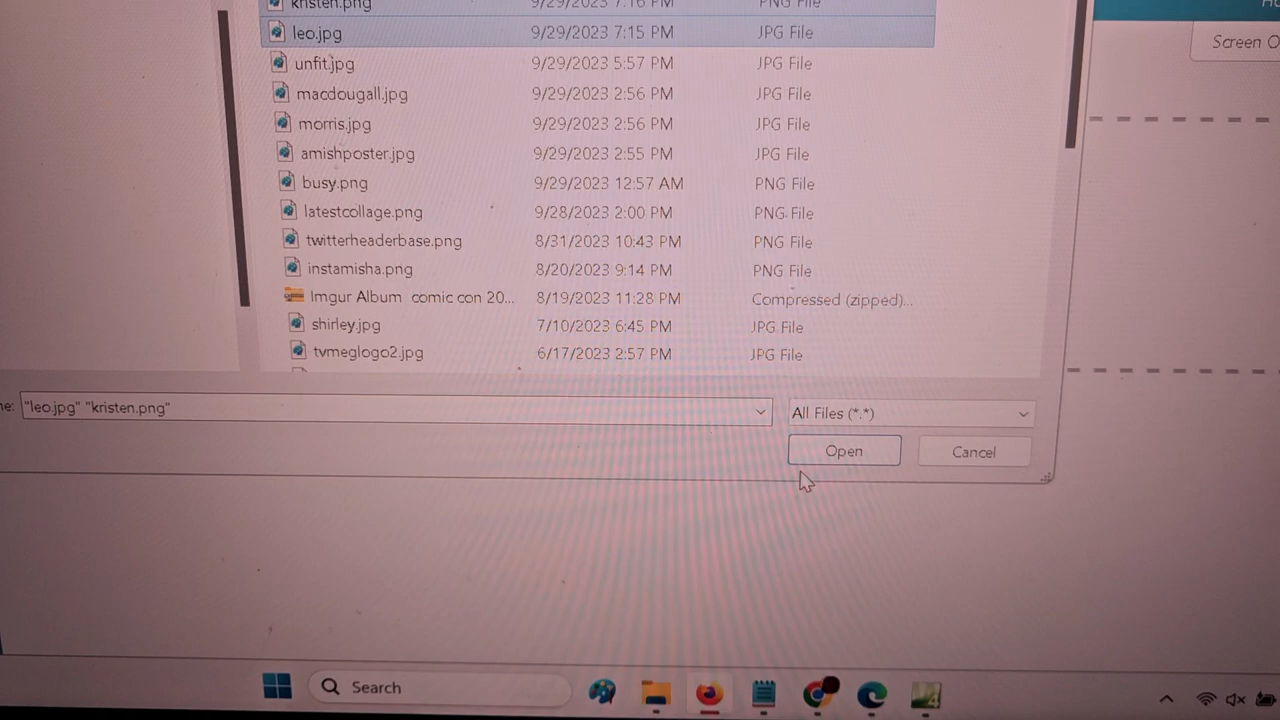 kristen.png 9/29/2023 7:16 PM PNG File
leo.jpg 9/29/2023 7:15 PM JPG File
Screen O
unfit.jpg 9/29/2023 5:57 PM JPG File
macdougall.jpg 9/29/2023 2:56 PM JPG File
morris.jpg 9/29/2023 2:56 PM JPG File
amishposter.jpg 9/29/2023 2:55 PM JPG File
busy.png 9/29/2023 12:57 AM PNG File
latestcollage.png 9/28/2023 2:00 PM PNG File
twitterheaderbase.png 8/31/2023 10:43 PM PNG File
instamisha.png 8/20/2023 9:14 PM PNG File
Imgur Album comic con 20... 8/19/2023 11:28 PM Compressed (zipped)...
shirley.jpg 7/10/2023 6:45 PM JPG File
tvmeglogo2.jpg 6/17/2023 2:57 PM JPG File
me: "leo.jpg" "kristen.png" All Files (*.*)
Open Cancel
Search